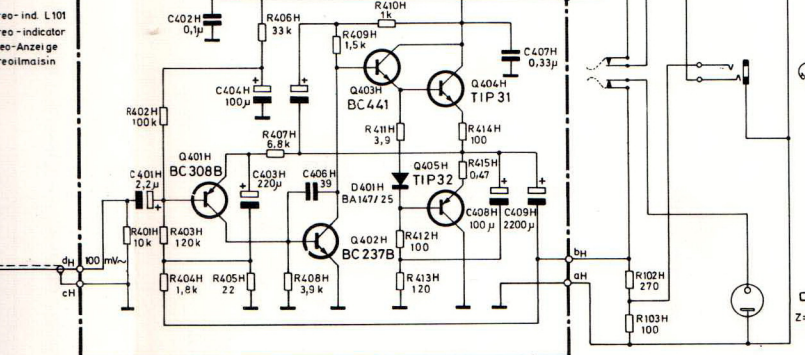 eo-ind. L101
eo-indicator
eo-Anzeige
reoilmaisin
C402H
0,1μ
R406H
33k
R410H
1k
R409H
1,5k
C407H
0,33μ
Q403H
BC441
Q404H
TIP31
C404H
100μ
R402H
100k
R407H
6,8k
R411H
3,9
R414H
100
Q401H
BC308B
C401H
2,2μ
C403H
220μ
C406H
39
D401H
BA147/25
Q405H
TIP32
R415H
0,47
C408H
100μ
C409H
2200μ
R401H
10k
R403H
120k
Q402H
BC237B
R412H
100
dH
100 mV~
cH
bH
aH
R404H
1,8k
R405H
22
R408H
3,9k
R413H
120
R102H
270
R103H
100
Z=